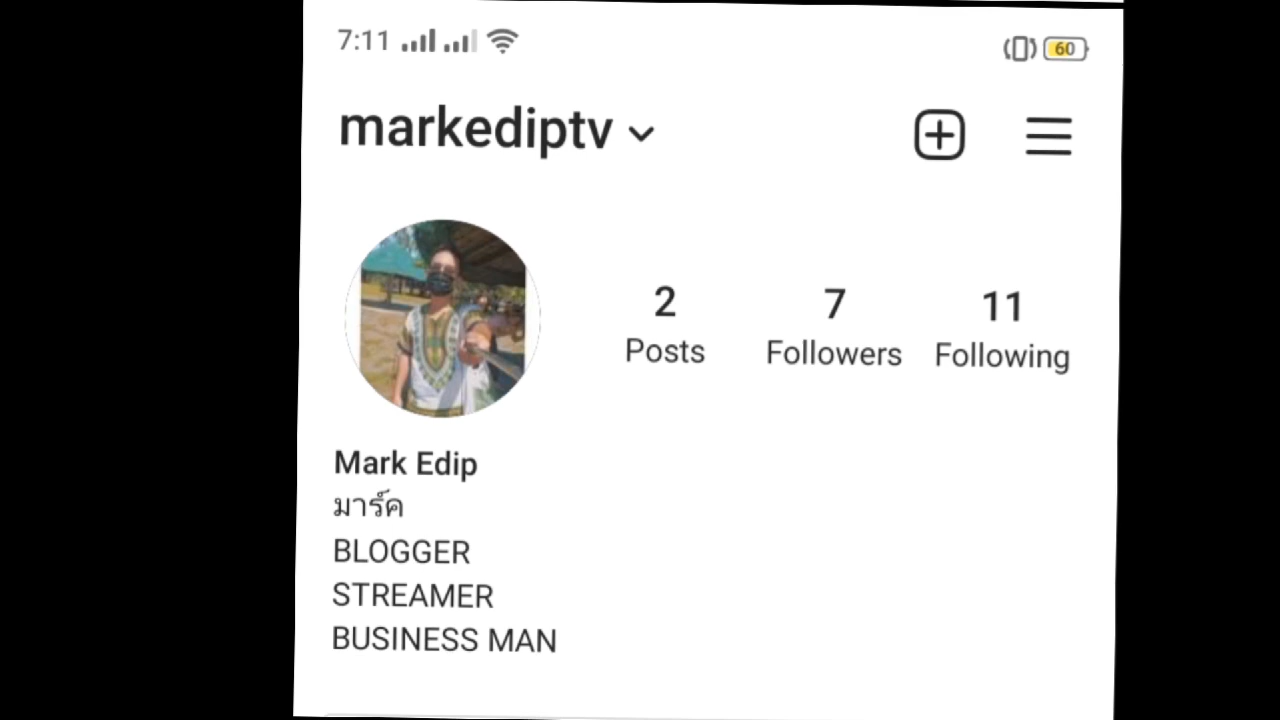 7:11
60
markediptv
2 7 11
Posts Followers Following
Mark Edip
มาร์ค
BLOGGER
STREAMER
BUSINESS MAN